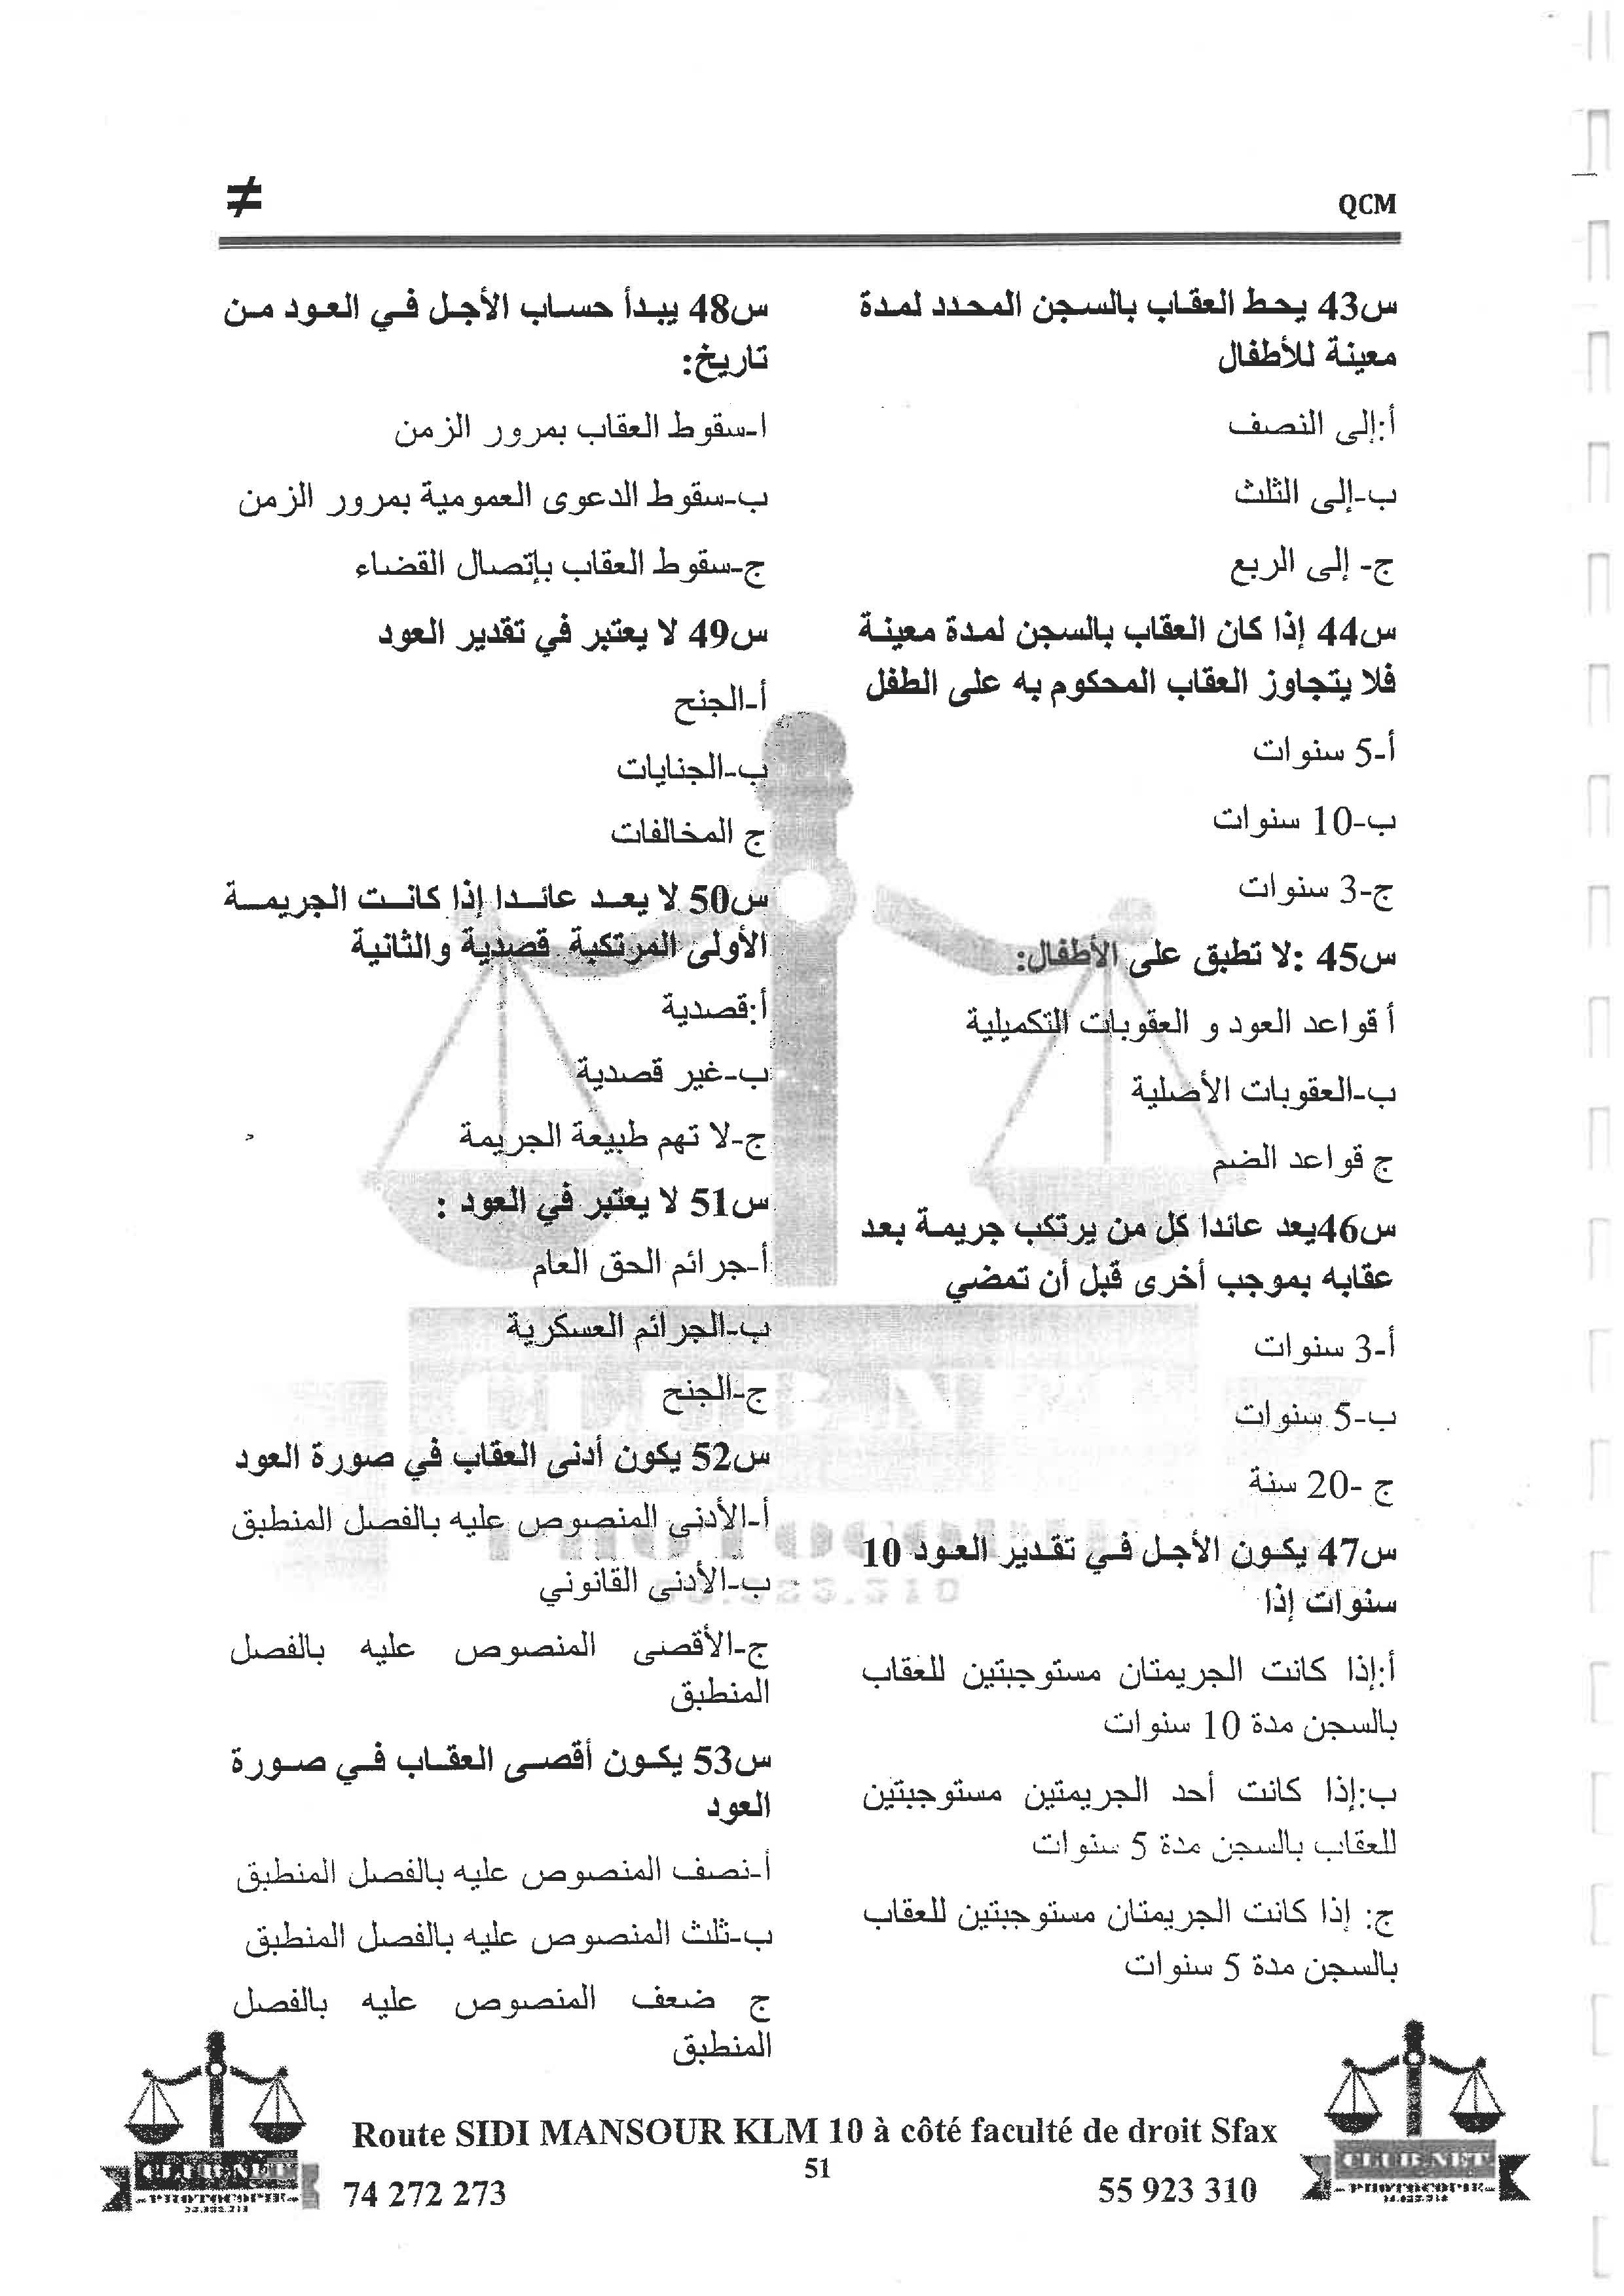 QCM
≠
س43 يحط العقاب بالسجن المحدد لمدة
معينة للأطفال
أ:إلى النصف
ب-إلى الثلث
ج- إلى الربع
س44 إذا كان العقاب بالسجن لمدة معينة
فلا يتجاوز العقاب المحكوم به على الطفل
أ-5 سنوات
ب-10 سنوات
ج-3 سنوات
س45 :لا تطبق على الأطفال:
أ قواعد العود و العقوبات التكميلية
ب-العقوبات الأصلية
ج قواعد الضم
س46يعد عائدا كل من يرتكب جريمة بعد
عقابه بموجب أخرى قبل أن تمضي
أ-3 سنوات
ب-5 سنوات
ج -20 سنة
س47 يكون الأجل في تقدير العود 10
سنوات إذا
أ:إذا كانت الجريمتان مستوجبتين للعقاب
بالسجن مدة 10 سنوات
ب:إذا كانت أحد الجريمتين مستوجبتين
للعقاب بالسجن مدة 5 سنوات
ج: إذا كانت الجريمتان مستوجبتين للعقاب
بالسجن مدة 5 سنوات
س48 يبدأ حساب الأجل في العود من
تاريخ:
ا-سقوط العقاب بمرور الزمن
ب-سقوط الدعوى العمومية بمرور الزمن
ج-سقوط العقاب بإتصال القضاء
س49 لا يعتبر في تقدير العود
أ-الجنح
ب-الجنايات
ج المخالفات
س50 لا يعد عائدا إذا كانت الجريمة
الأولى المرتكبة قصدية والثانية
أ:قصدية
ب-غير قصدية
ج-لا تهم طبيعة الجريمة
س51 لا يعتبر في العود :
أ-جرائم الحق العام
ب-الجرائم العسكرية
ج-الجنح
س52 يكون أدنى العقاب في صورة العود
أ-الأدنى المنصوص عليه بالفصل المنطبق
ب-الأدنى القانوني
ج-الأقصى المنصوص عليه بالفصل
المنطبق
س53 يكون أقصى العقاب في صورة
العود
أ-نصف المنصوص عليه بالفصل المنطبق
ب-ثلث المنصوص عليه بالفصل المنطبق
ج ضعف المنصوص عليه بالفصل
المنطبق
Route SIDI MANSOUR KLM 10 à côté faculté de droit Sfax
51
74 272 273
55 923 310
CLUB NET
PHOTOCOPIE
CLUB NET
PHOTOCOPIE